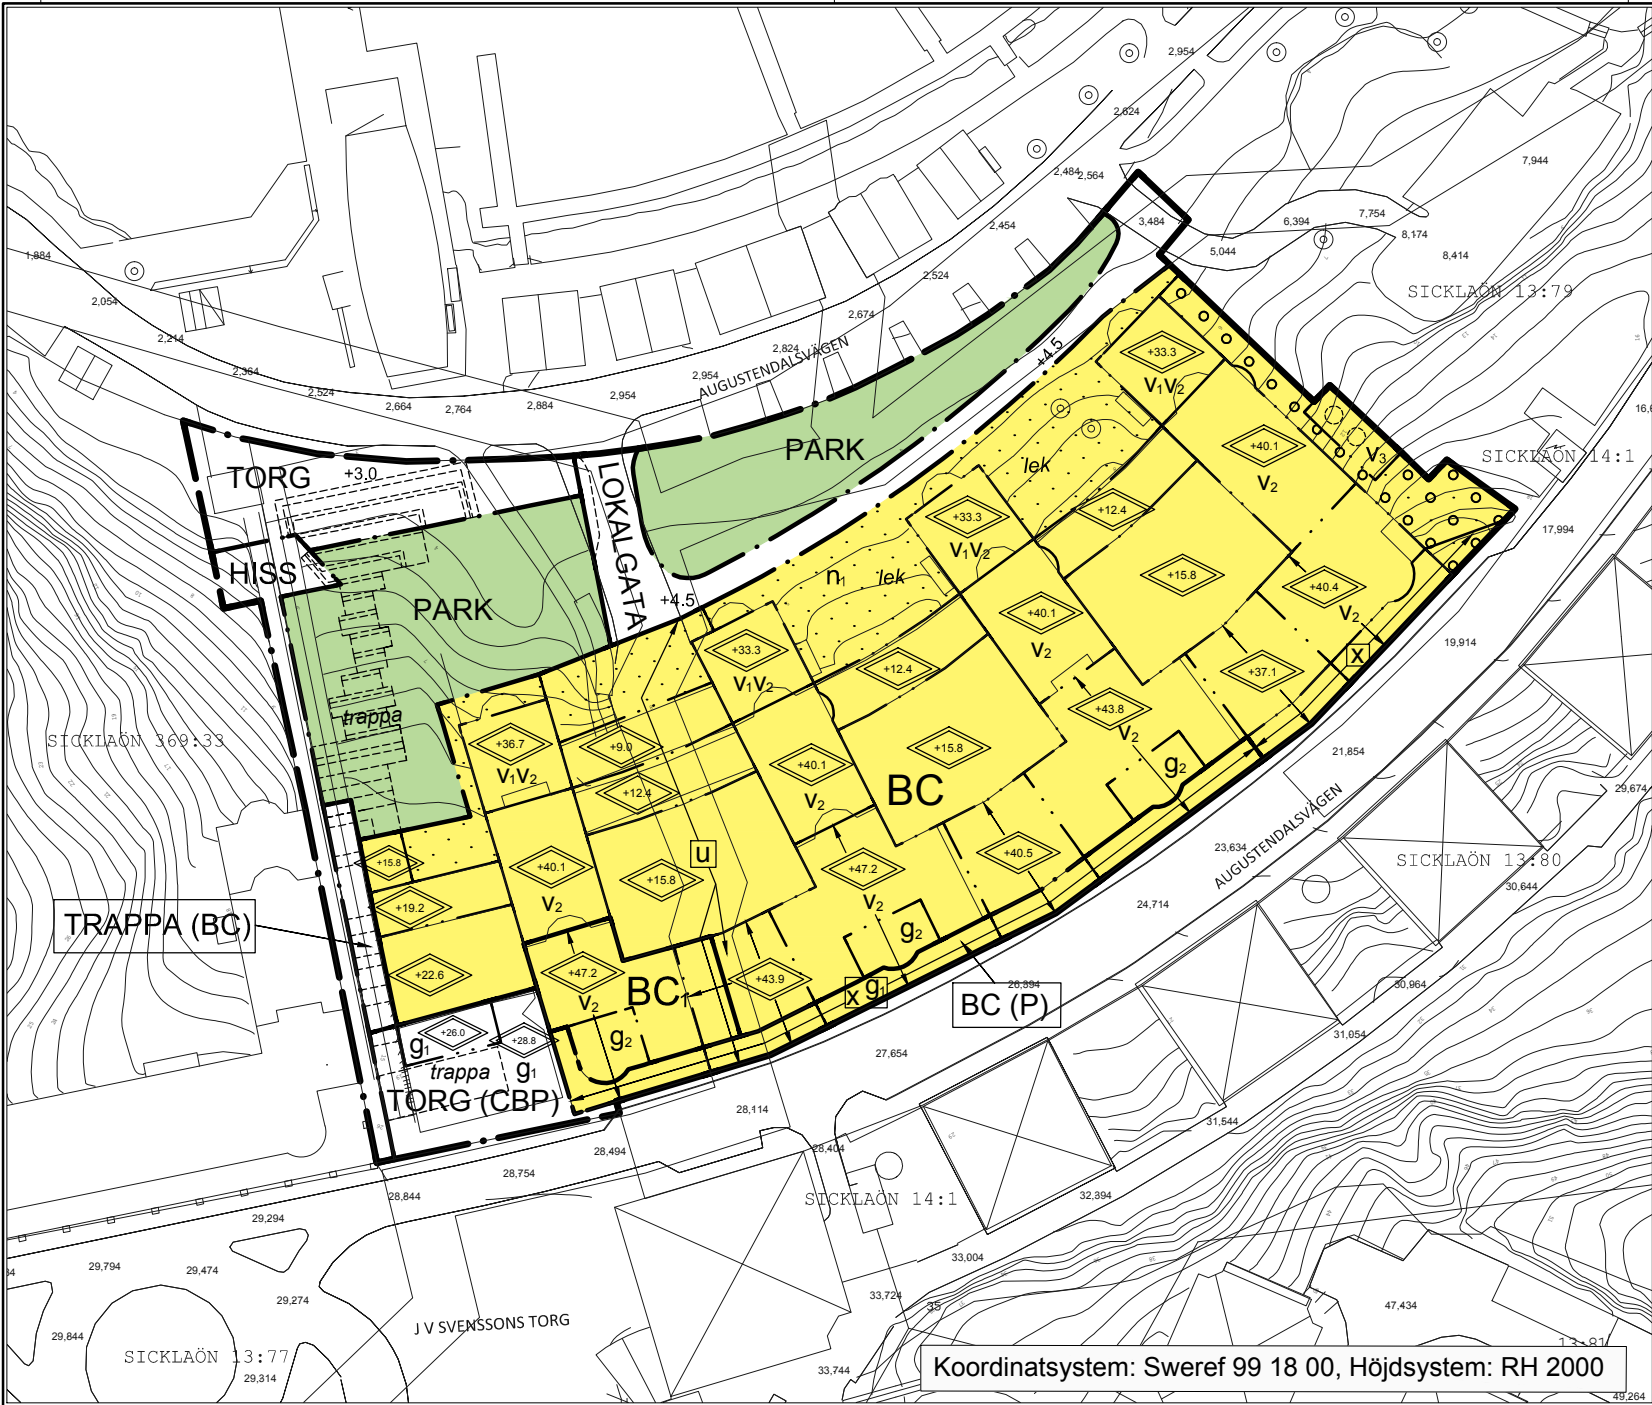 2,954
2,624
1,884
2,484
2,564
7,944
2,454
3,484
6,394
7,754
8,174
5,044
8,414
2,054
2,524
SICKLAÖN 13:79
2,214
2,674
2,824
AUGUSTENDALSVÄGEN
+4.5
+33.3
V1V2
2,364
2,524
2,664
2,764
2,884
2,954
2,954
PARK
+40.1
V2
V3
SICKLAÖN 14:1
TORG
+3.0
LOKALGATA
lek
+33.3
V1V2
+12.4
17,994
HISS
PARK
n1
lek
+15.8
+40.4
V2
+4.5
+40.1
V2
19,914
+33.3
V1V2
+12.4
x
+37.1
trappa
SICKLAÖN 369:33
+36.7
V1V2
+9.0
+43.8
V2
+15.8
21,854
+40.1
V2
BC
g2
29,674
+12.4
AUGUSTENDALSVÄGEN
23,634
SICKLAÖN 13:80
+15.8
u
+40.5
30,644
+40.1
V2
+15.8
+47.2
V2
24,714
+19.2
TRAPPA (BC)
g2
+22.6
+47.2
V2
BC1
+43.9
x g1
26,394
BC (P)
30,964
+26.0
g1
+28.8
g2
31,054
trappa
g1
27,654
TORG (CBP)
28,114
31,544
28,494
28,404
28,754
28,844
SICKLAÖN 14:1
32,394
29,294
29,794
29,474
33,004
29,274
33,724
35
47,434
29,844
J V SVENSSONS TORG
SICKLAÖN 13:77
29,314
33,744
13:81
Koordinatsystem: Sweref 99 18 00, Höjdsystem: RH 2000
49,264